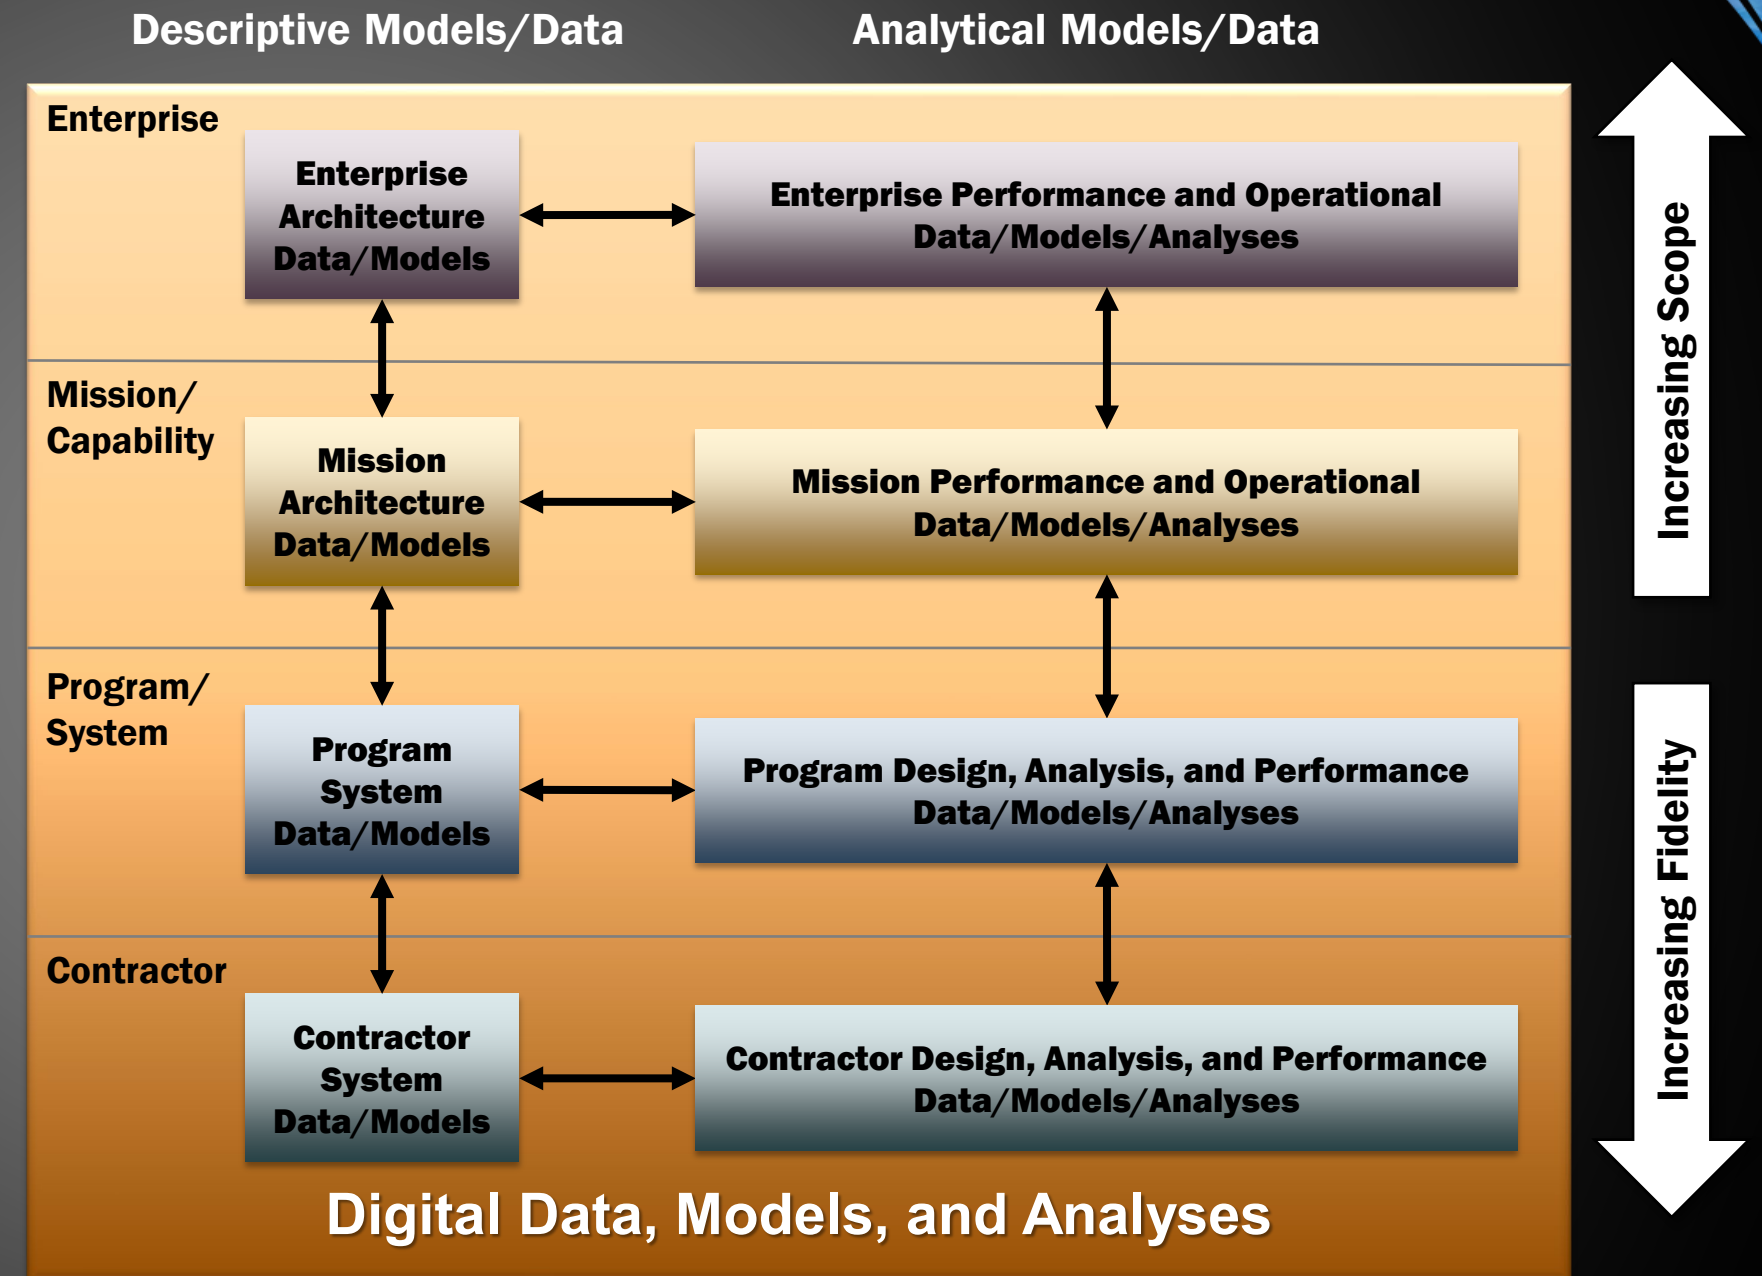 Descriptive Models/Data
Analytical Models/Data
Enterprise
Enterprise
Architecture
Data/Models
Enterprise Performance and Operational
Data/Models/Analyses
Mission/
Capability
Mission
Architecture
Data/Models
Mission Performance and Operational
Data/Models/Analyses
Program/
System
Program
System
Data/Models
Program Design, Analysis, and Performance
Data/Models/Analyses
Contractor
Contractor
System
Data/Models
Contractor Design, Analysis, and Performance
Data/Models/Analyses
Digital Data, Models, and Analyses
Increasing Scope
Increasing Fidelity